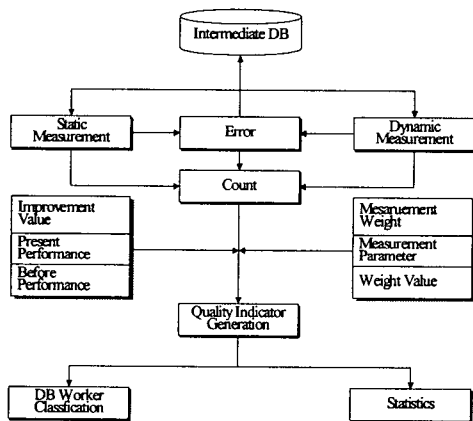 Intermediate DB
Static
Measurement
Error
Dynamic
Measurement
Count
Improvement
Value
Present
Performance
Before
Performance
Mesaruement
Weight
Measurement
Parameter
Weight Value
Quality Indicator
Generation
DB Worker
Classfication
Statistics